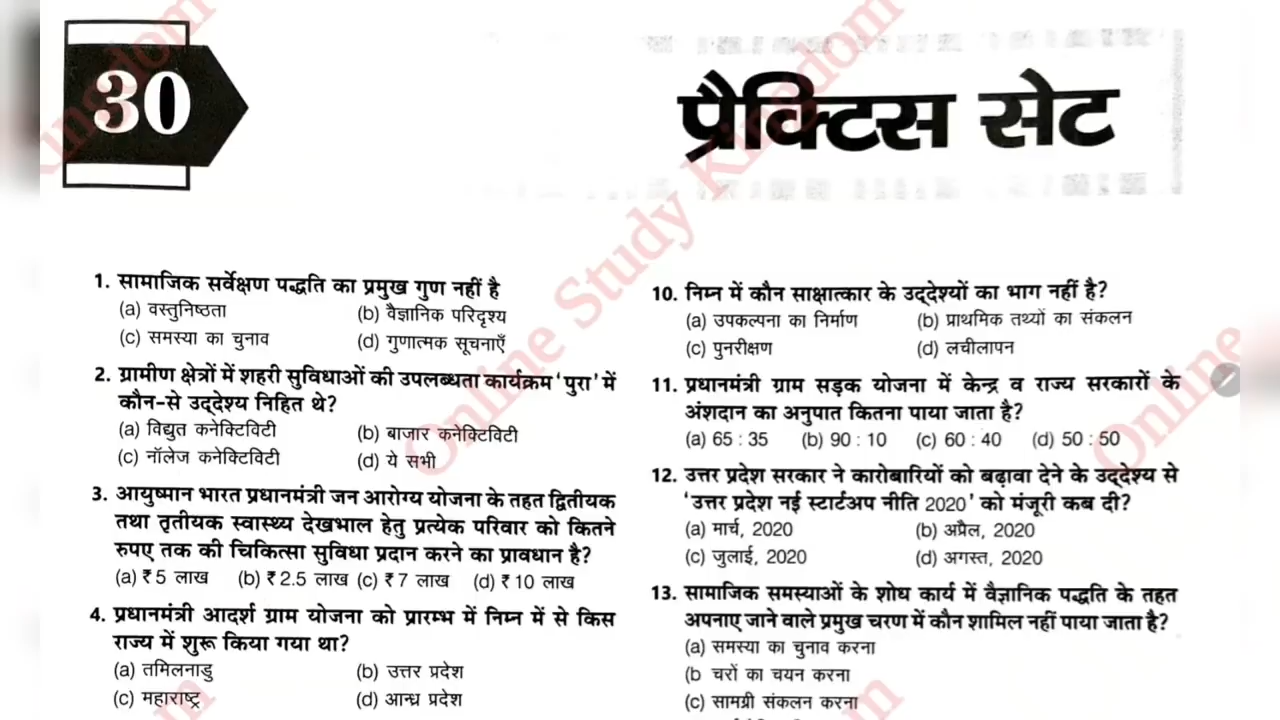 30
प्रैक्टिस सेट
1. सामाजिक सर्वेक्षण पद्धति का प्रमुख गुण नहीं है
(a) वस्तुनिष्ठता (b) वैज्ञानिक परिदृश्य
(c) समस्या का चुनाव (d) गुणात्मक सूचनाएँ
2. ग्रामीण क्षेत्रों में शहरी सुविधाओं की उपलब्धता कार्यक्रम 'पुरा' में
कौन-से उद्देश्य निहित थे?
(a) विद्युत कनेक्टिविटी (b) बाजार कनेक्टिविटी
(c) नॉलेज कनेक्टिविटी (d) ये सभी
3. आयुष्मान भारत प्रधानमंत्री जन आरोग्य योजना के तहत द्वितीयक
तथा तृतीयक स्वास्थ्य देखभाल हेतु प्रत्येक परिवार को कितने
रुपए तक की चिकित्सा सुविधा प्रदान करने का प्रावधान है?
(a) ₹ 5 लाख (b) ₹ 2.5 लाख (c) ₹ 7 लाख (d) ₹ 10 लाख
4. प्रधानमंत्री आदर्श ग्राम योजना को प्रारम्भ में निम्न में से किस
राज्य में शुरू किया गया था?
(a) तमिलनाडु (b) उत्तर प्रदेश
(c) महाराष्ट्र (d) आन्ध्र प्रदेश
10. निम्न में कौन साक्षात्कार के उद्देश्यों का भाग नहीं है?
(a) उपकल्पना का निर्माण (b) प्राथमिक तथ्यों का संकलन
(c) पुनरीक्षण (d) लचीलापन
11. प्रधानमंत्री ग्राम सड़क योजना में केन्द्र व राज्य सरकारों के
अंशदान का अनुपात कितना पाया जाता है?
(a) 65 : 35 (b) 90 : 10 (c) 60 : 40 (d) 50 : 50
12. उत्तर प्रदेश सरकार ने कारोबारियों को बढ़ावा देने के उद्देश्य से
'उत्तर प्रदेश नई स्टार्टअप नीति 2020' को मंजूरी कब दी?
(a) मार्च, 2020 (b) अप्रैल, 2020
(c) जुलाई, 2020 (d) अगस्त, 2020
13. सामाजिक समस्याओं के शोध कार्य में वैज्ञानिक पद्धति के तहत
अपनाए जाने वाले प्रमुख चरण में कौन शामिल नहीं पाया जाता है?
(a) समस्या का चुनाव करना
(b चरों का चयन करना
(c) सामग्री संकलन करना
Online Study Kingdom
Kingdom
Online